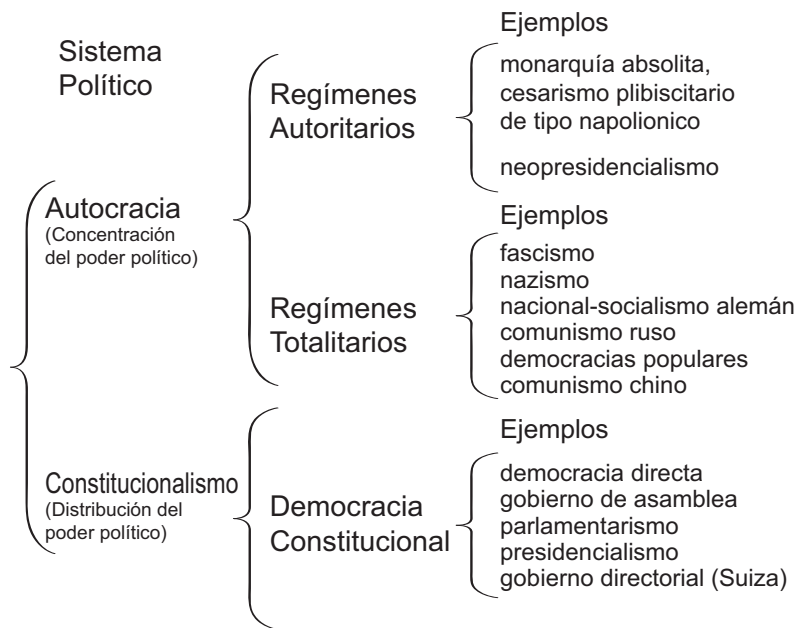 Sistema
Político
Autocracia
(Concentración
del poder político)
Regímenes
Autoritarios
Ejemplos
monarquía absolita,
cesarismo plibiscitario
de tipo napolionico
neopresidencialismo
Regímenes
Totalitarios
Ejemplos
fascismo
nazismo
nacional-socialismo alemán
comunismo ruso
democracias populares
comunismo chino
Constitucionalismo
(Distribución del
poder político)
Democracia
Constitucional
Ejemplos
democracia directa
gobierno de asamblea
parlamentarismo
presidencialismo
gobierno directorial (Suiza)